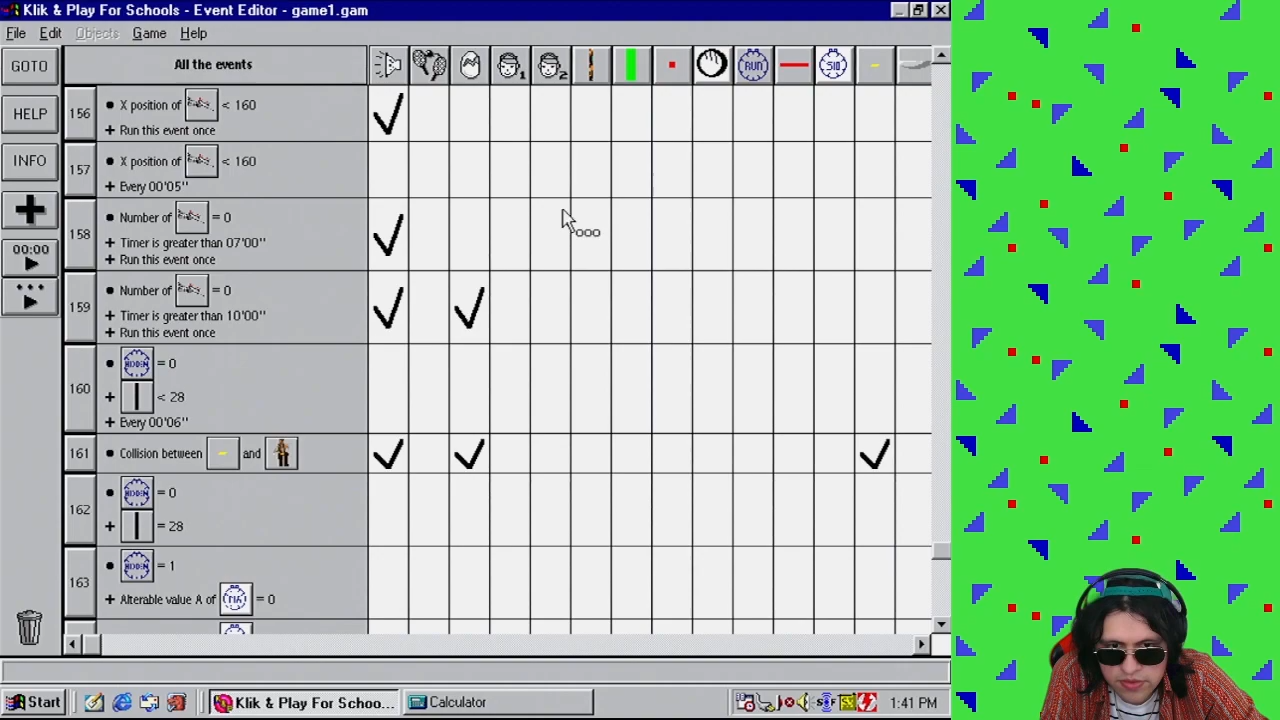 Klik & Play For Schools - Event Editor - game1.gam
File Edit Objects Game Help
GOTO
All the events
1
2
RUN
HELP
156
X position of < 160
+ Run this event once
INFO
157
X position of < 160
+ Every 00'05"
158
Number of = 0
+ Timer is greater than 07'00"
+ Run this event once
00:00
159
Number of = 0
+ Timer is greater than 10'00"
+ Run this event once
160
= 0
+ < 28
+ Every 00'06"
161
Collision between and
162
= 0
+ = 28
163
= 1
+ Alterable value A of = 0
Start
Klik & Play For Schoo...
Calculator
1:41 PM